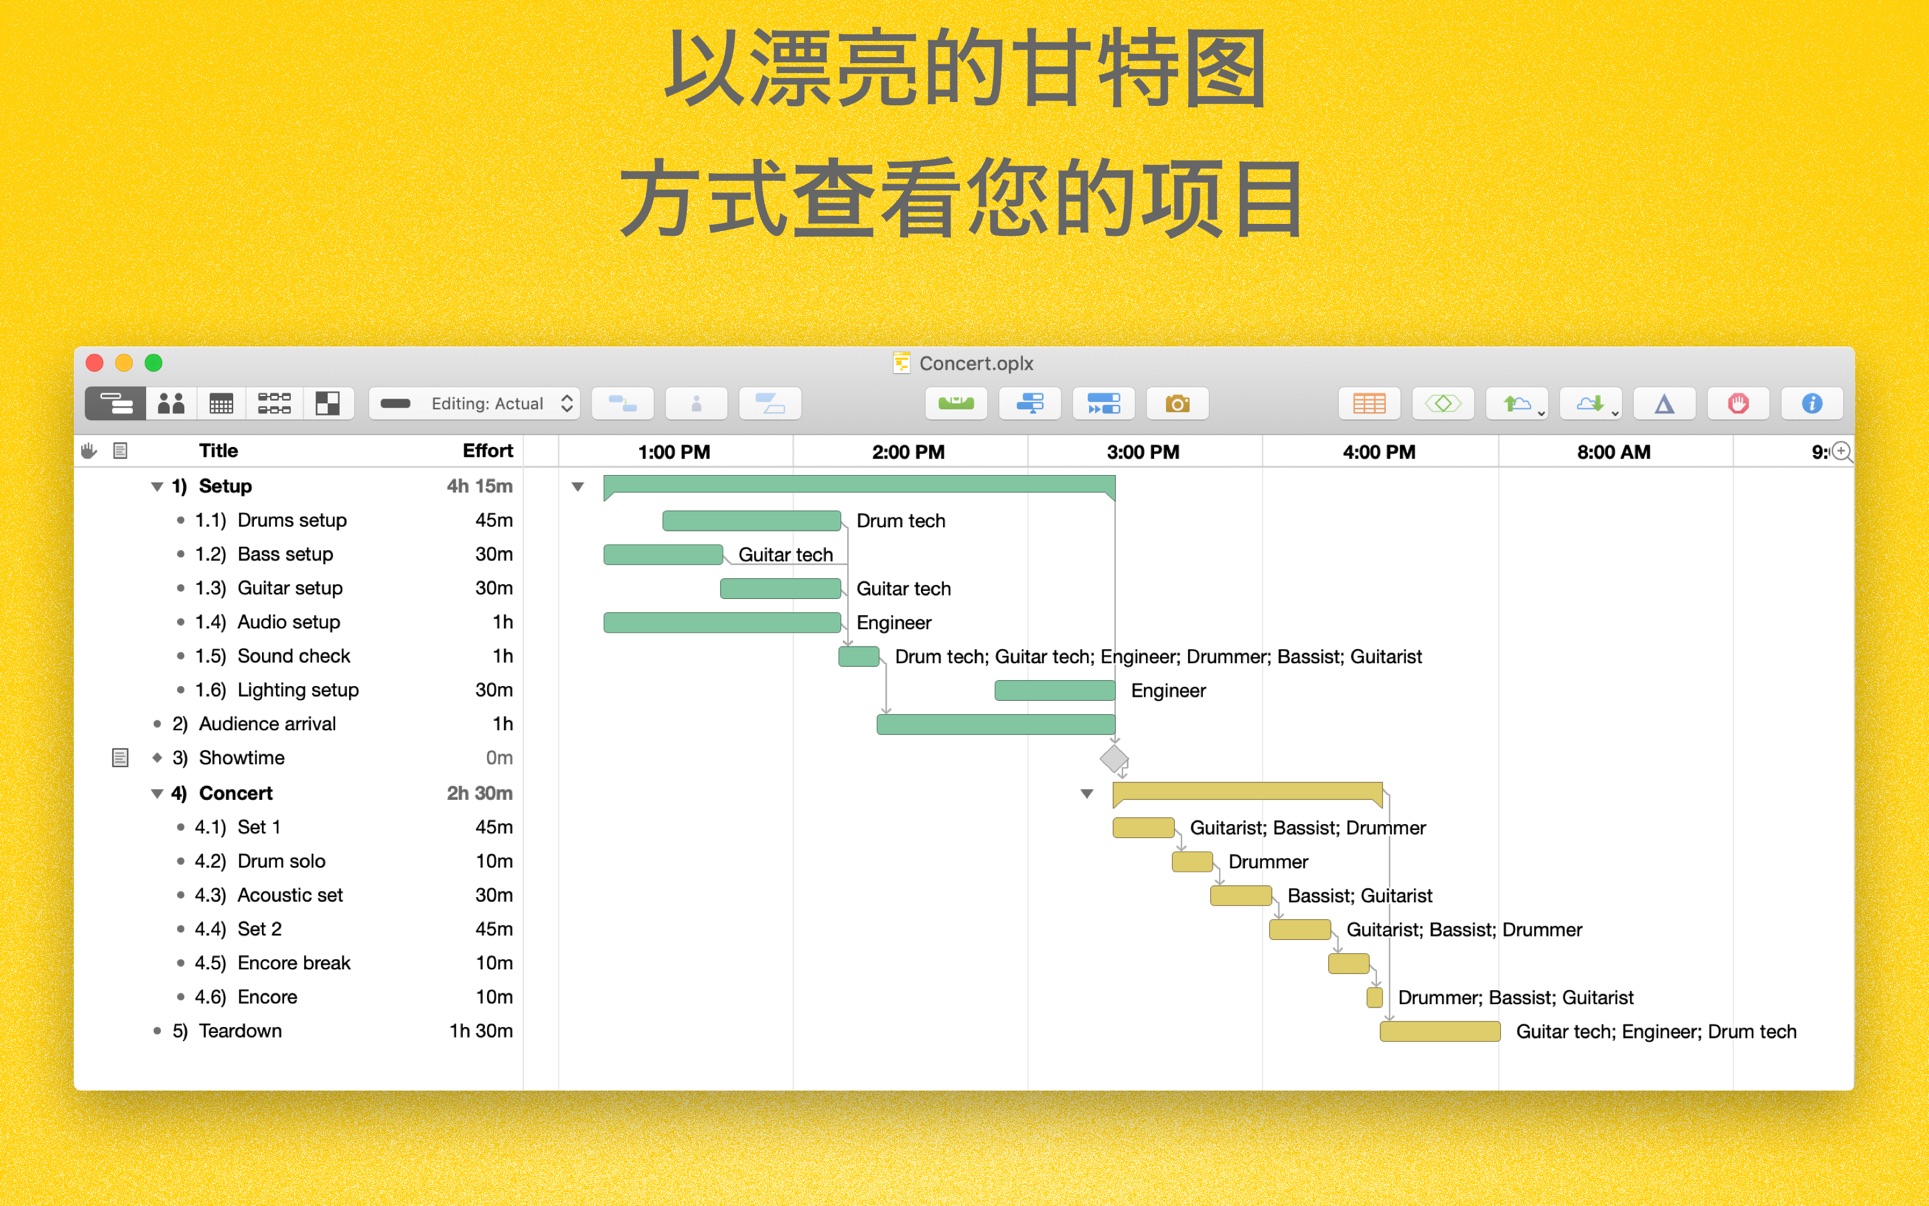 以漂亮的甘特图
方式查看您的项目
Concert.oplx
Editing: Actual
Title Effort 1:00 PM 2:00 PM 3:00 PM 4:00 PM 8:00 AM 9:
1) Setup 4h 15m
1.1) Drums setup 45m Drum tech
1.2) Bass setup 30m Guitar tech
1.3) Guitar setup 30m Guitar tech
1.4) Audio setup 1h Engineer
1.5) Sound check 1h Drum tech; Guitar tech; Engineer; Drummer; Bassist; Guitarist
1.6) Lighting setup 30m Engineer
2) Audience arrival 1h
3) Showtime 0m
4) Concert 2h 30m
4.1) Set 1 45m Guitarist; Bassist; Drummer
4.2) Drum solo 10m Drummer
4.3) Acoustic set 30m Bassist; Guitarist
4.4) Set 2 45m Guitarist; Bassist; Drummer
4.5) Encore break 10m
4.6) Encore 10m Drummer; Bassist; Guitarist
5) Teardown 1h 30m Guitar tech; Engineer; Drum tech